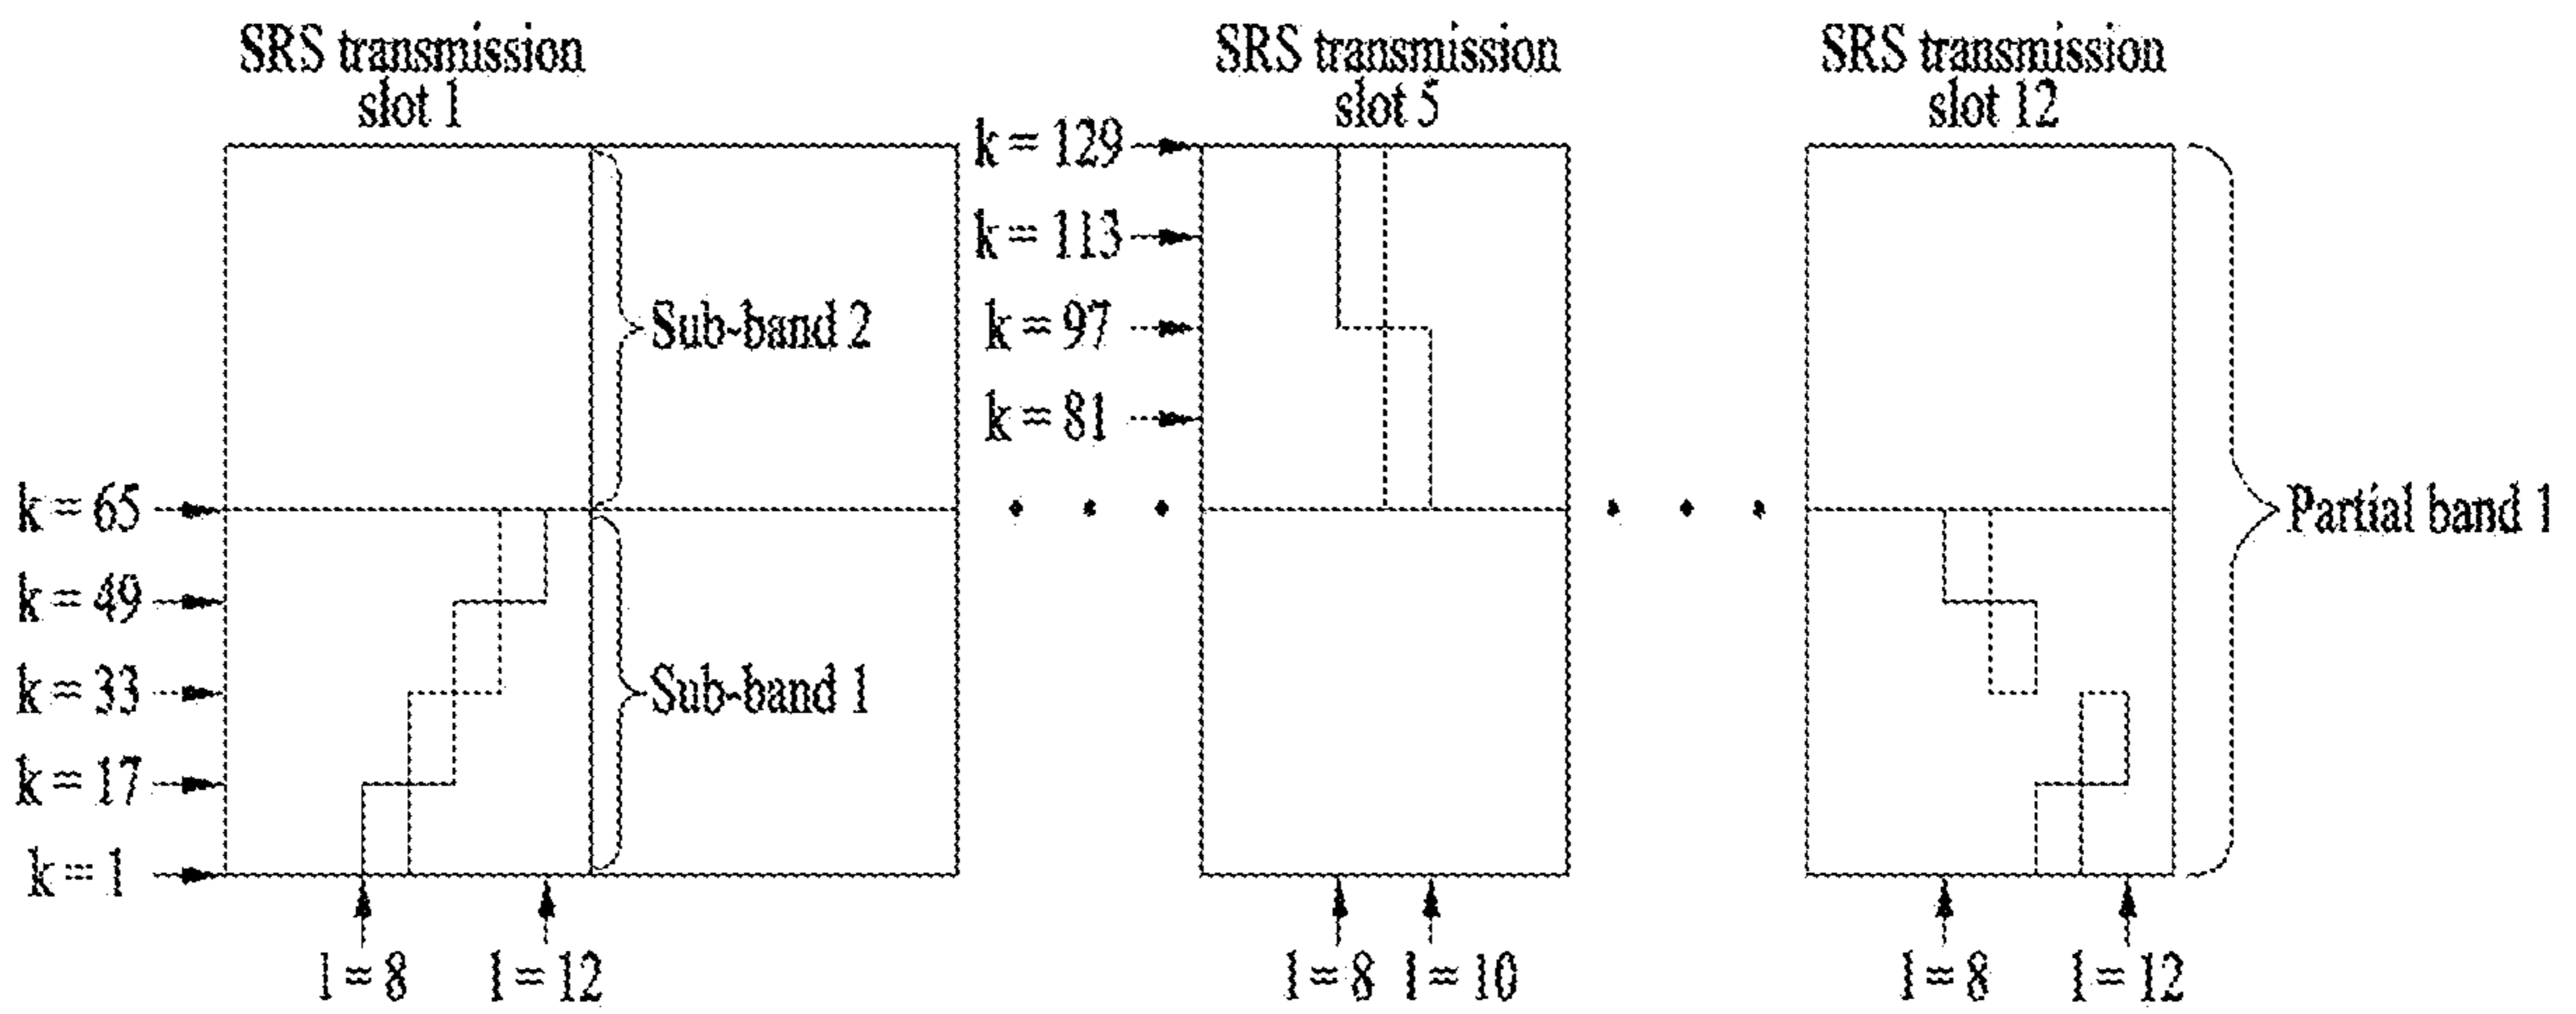 SRS transmission
slot 1
SRS transmission
slot 5
SRS transmission
slot 12
k = 129
k = 113
k = 97
k = 81
Sub-band 2
k = 65
k = 49
k = 33
k = 17
k = 1
Sub-band 1
Partial band 1
l = 8
l = 12
l = 8
l = 10
l = 8
l = 12